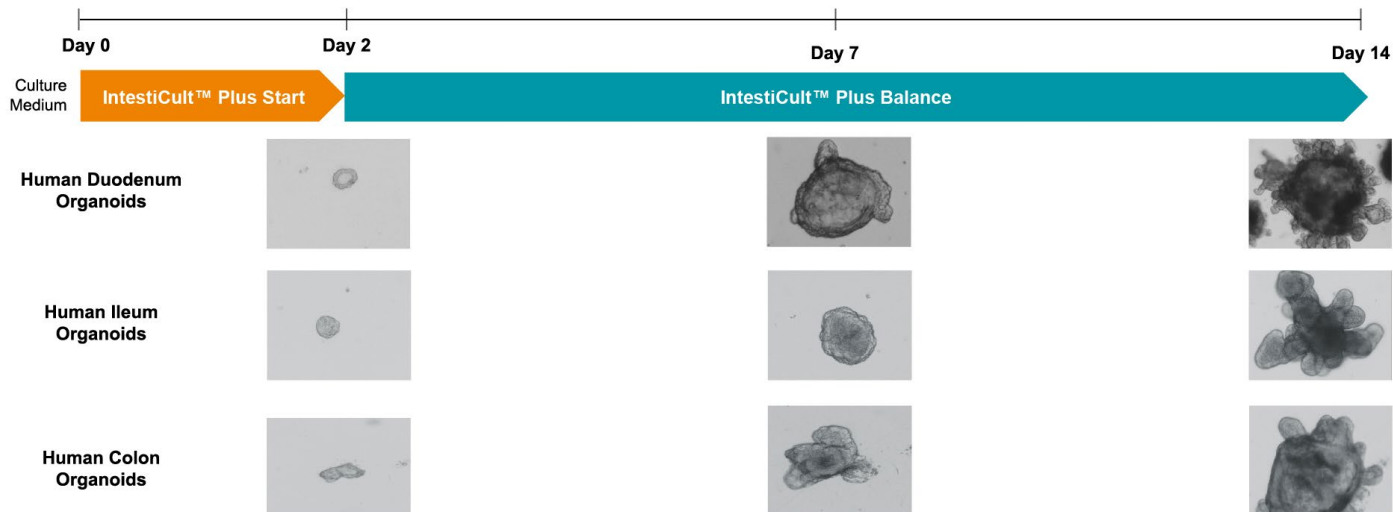 Day 0
Day 2
Day 7
Day 14
Culture
Medium
IntestiCult™ Plus Start
IntestiCult™ Plus Balance
Human Duodenum
Organoids
Human Ileum
Organoids
Human Colon
Organoids